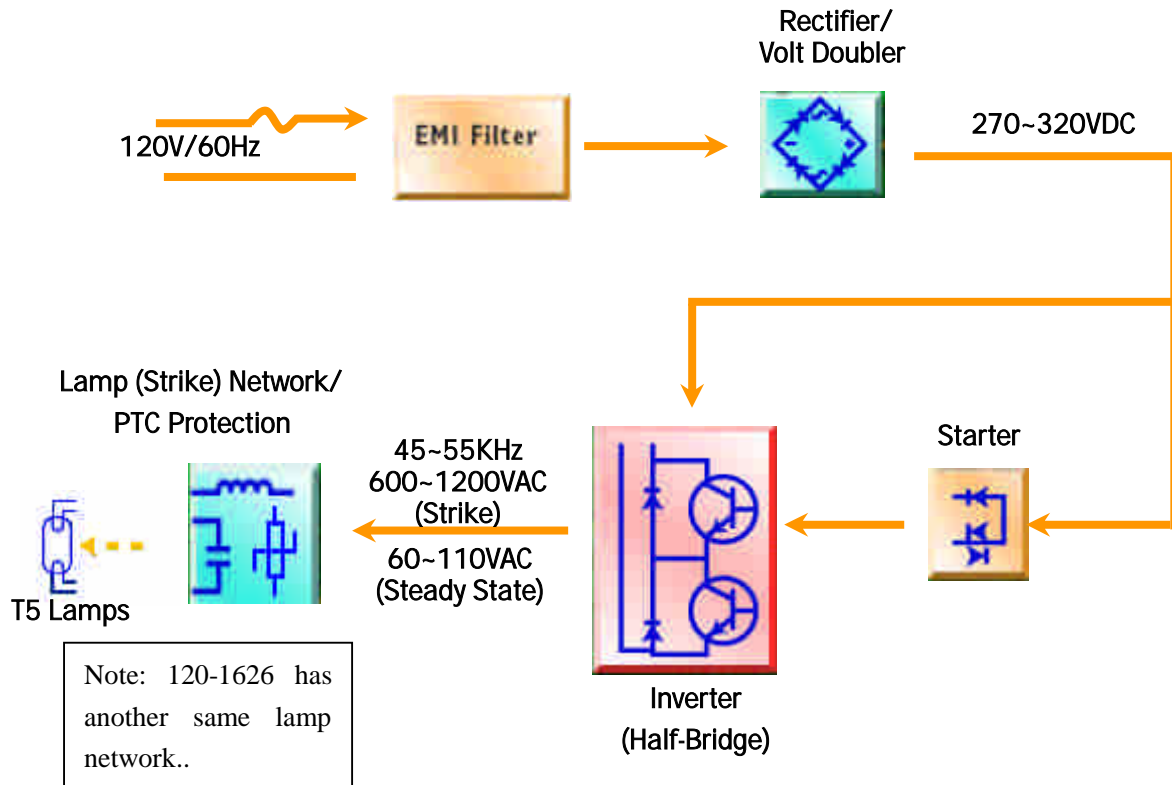 Rectifier/
Volt Doubler
120V/60Hz
EMI Filter
270~320VDC
Lamp (Strike) Network/
PTC Protection
45~55KHz
600~1200VAC
(Strike)
60~110VAC
(Steady State)
Starter
T5 Lamps
Inverter
(Half-Bridge)
Note: 120-1626 has
another same lamp
network..